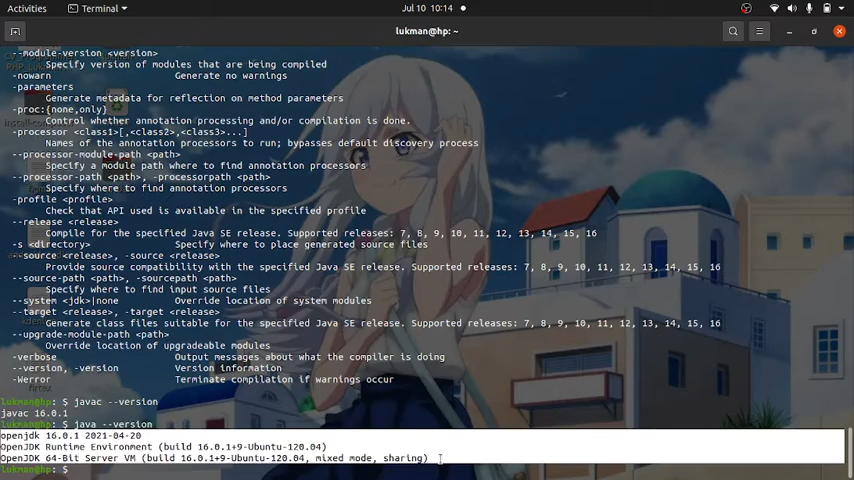 Activities
Terminal
Jul 10 10:14
lukman@hp: ~
--module-version <version>
Specify version of modules that are being compiled
-nowarn Generate no warnings
-parameters
Generate metadata for reflection on method parameters
-proc:{none,only}
Control whether annotation processing and/or compilation is done.
-processor <class1>[,<class2>,<class3>...]
Names of the annotation processors to run; bypasses default discovery process
--processor-module-path <path>
Specify a module path where to find annotation processors
--processor-path <path>, -processorpath <path>
Specify where to find annotation processors
-profile <profile>
Check that API used is available in the specified profile
--release <release>
Compile for the specified Java SE release. Supported releases: 7, 8, 9, 10, 11, 12, 13, 14, 15, 16
-s <directory> Specify where to place generated source files
--source <release>, -source <release>
Provide source compatibility with the specified Java SE release. Supported releases: 7, 8, 9, 10, 11, 12, 13, 14, 15, 16
--source-path <path>, -sourcepath <path>
Specify where to find input source files
--system <jdk>|none Override location of system modules
--target <release>, -target <release>
Generate class files suitable for the specified Java SE release. Supported releases: 7, 8, 9, 10, 11, 12, 13, 14, 15, 16
--upgrade-module-path <path>
Override location of upgradeable modules
-verbose Output messages about what the compiler is doing
--version, -version Version information
-Werror Terminate compilation if warnings occur
lukman@hp: $ javac --version
javac 16.0.1
lukman@hp: $ java --version
openjdk 16.0.1 2021-04-20
OpenJDK Runtime Environment (build 16.0.1+9-Ubuntu-120.04)
OpenJDK 64-Bit Server VM (build 16.0.1+9-Ubuntu-120.04, mixed mode, sharing)
lukman@hp: $